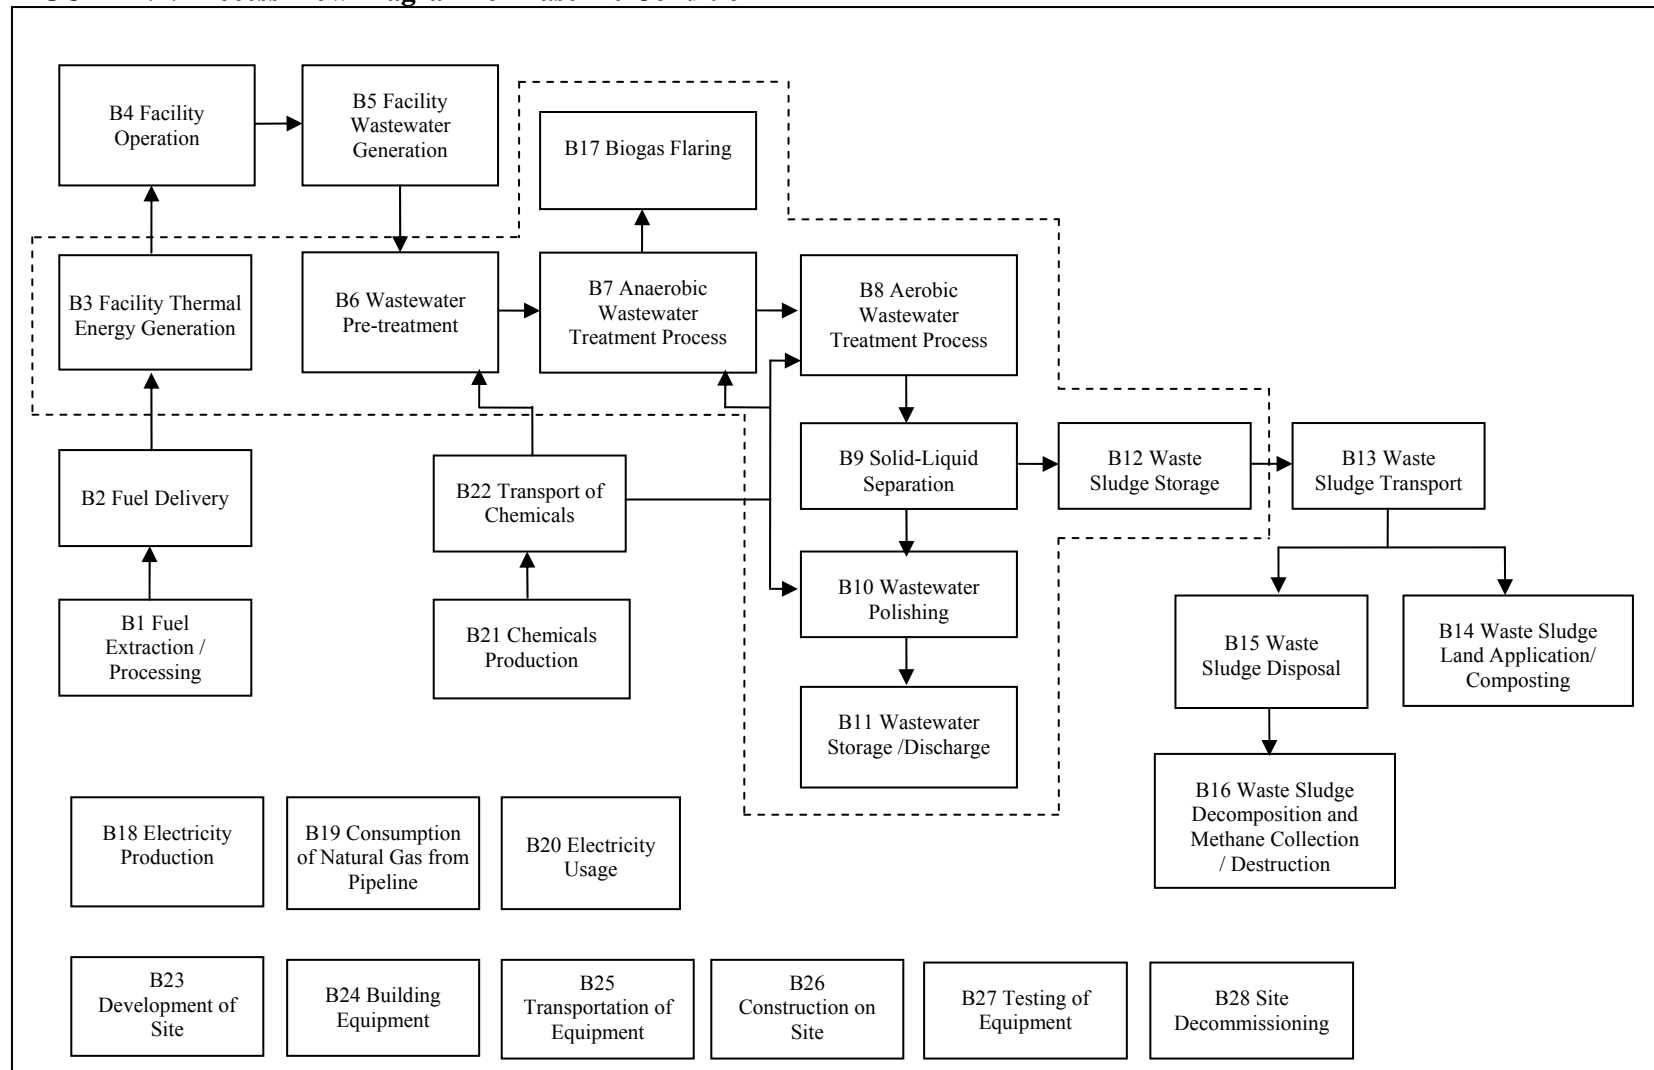 B4 Facility
Operation
B5 Facility
Wastewater
Generation
B17 Biogas Flaring
B3 Facility Thermal
Energy Generation
B6 Wastewater
Pre-treatment
B7 Anaerobic
Wastewater
Treatment Process
B8 Aerobic
Wastewater
Treatment Process
B2 Fuel Delivery
B22 Transport of
Chemicals
B9 Solid-Liquid
Separation
B12 Waste
Sludge Storage
B13 Waste
Sludge Transport
B1 Fuel
Extraction /
Processing
B21 Chemicals
Production
B10 Wastewater
Polishing
B15 Waste
Sludge Disposal
B14 Waste Sludge
Land Application/
Composting
B11 Wastewater
Storage /Discharge
B16 Waste Sludge
Decomposition and
Methane Collection
/ Destruction
B18 Electricity
Production
B19 Consumption
of Natural Gas from
Pipeline
B20 Electricity
Usage
B23
Development of
Site
B24 Building
Equipment
B25
Transportation of
Equipment
B26
Construction on
Site
B27 Testing of
Equipment
B28 Site
Decommissioning